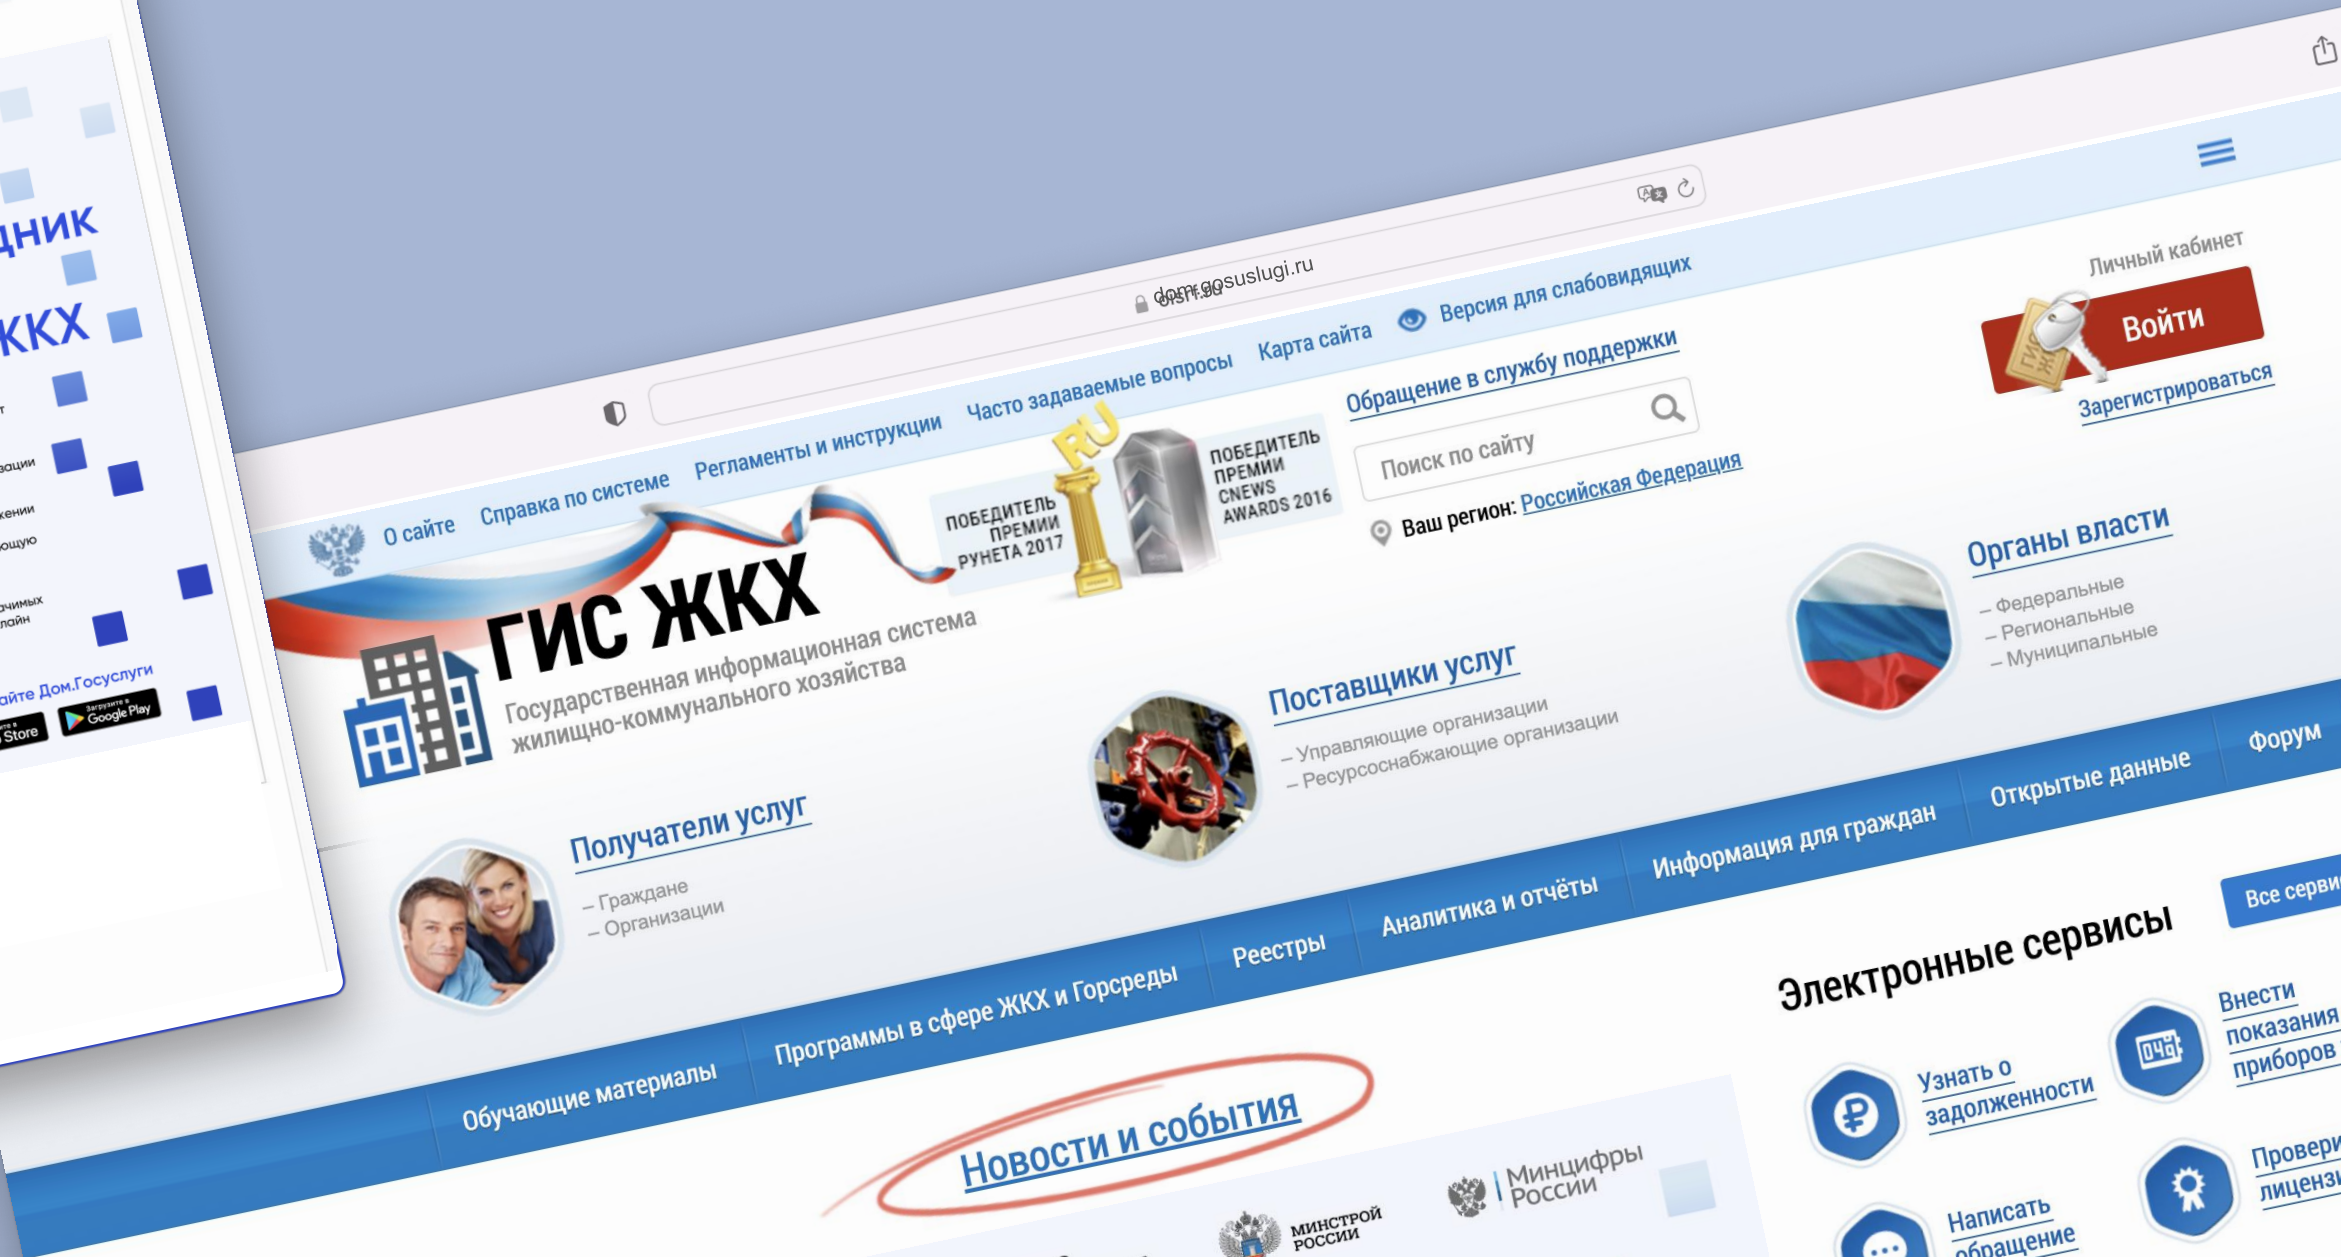 ЖКХ
Дом.Госуслуги
Store
Загрузите в
Google Play
О сайте
Справка по системе
Регламенты и инструкции
Часто задаваемые вопросы
Карта сайта
Версия для слабовидящих
ГИС ЖКХ
Государственная информационная система
жилищно-коммунального хозяйства
ПОБЕДИТЕЛЬ
ПРЕМИИ
РУНЕТА 2017
RU
ПОБЕДИТЕЛЬ
ПРЕМИИ
CNEWS
AWARDS 2016
Обращение в службу поддержки
Поиск по сайту
Ваш регион: Российская Федерация
Личный кабинет
ГИС
ЖКХ
Войти
Зарегистрироваться
Получатели услуг
– Граждане
– Организации
Поставщики услуг
– Управляющие организации
– Ресурсоснабжающие организации
Органы власти
– Федеральные
– Региональные
– Муниципальные
Обучающие материалы
Программы в сфере ЖКХ и Горсреды
Реестры
Аналитика и отчёты
Информация для граждан
Открытые данные
Форум
Новости и события
МИНСТРОЙ
РОССИИ
Минцифры
России
Электронные сервисы
Все
Узнать о
задолженности
Внести
показания
приборов
Написать
обращение